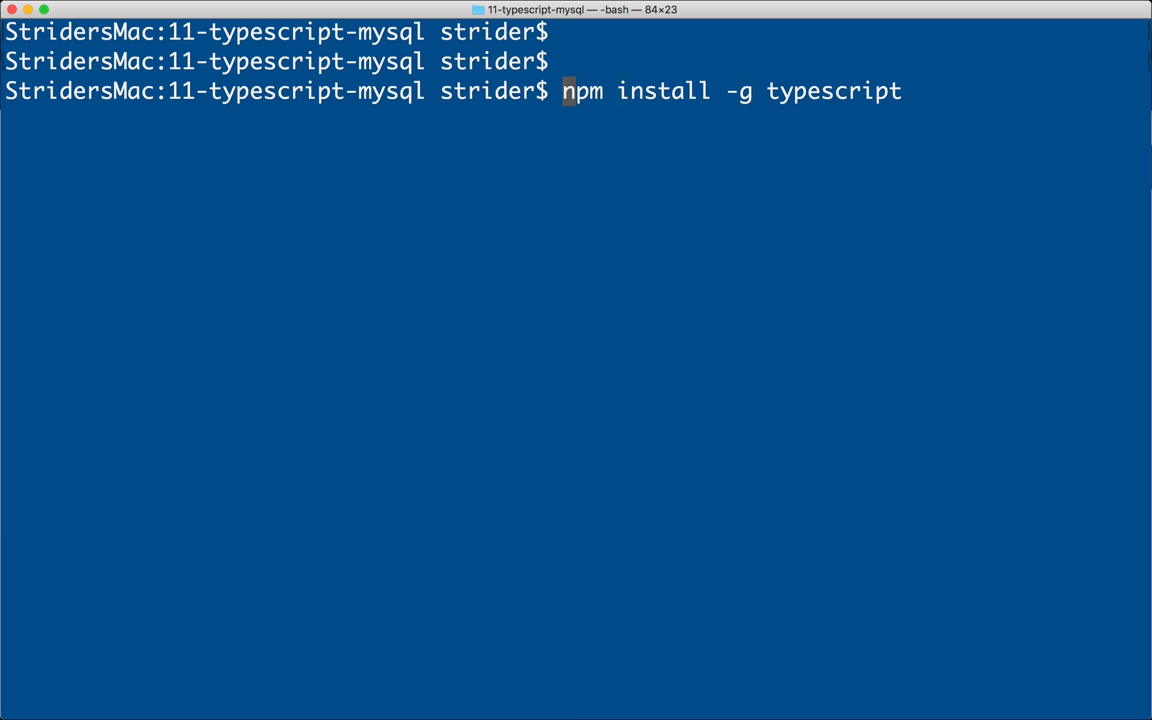 11-typescript-mysql — -bash — 84×23
StridersMac:11-typescript-mysql strider$
StridersMac:11-typescript-mysql strider$
StridersMac:11-typescript-mysql strider$ npm install -g typescript